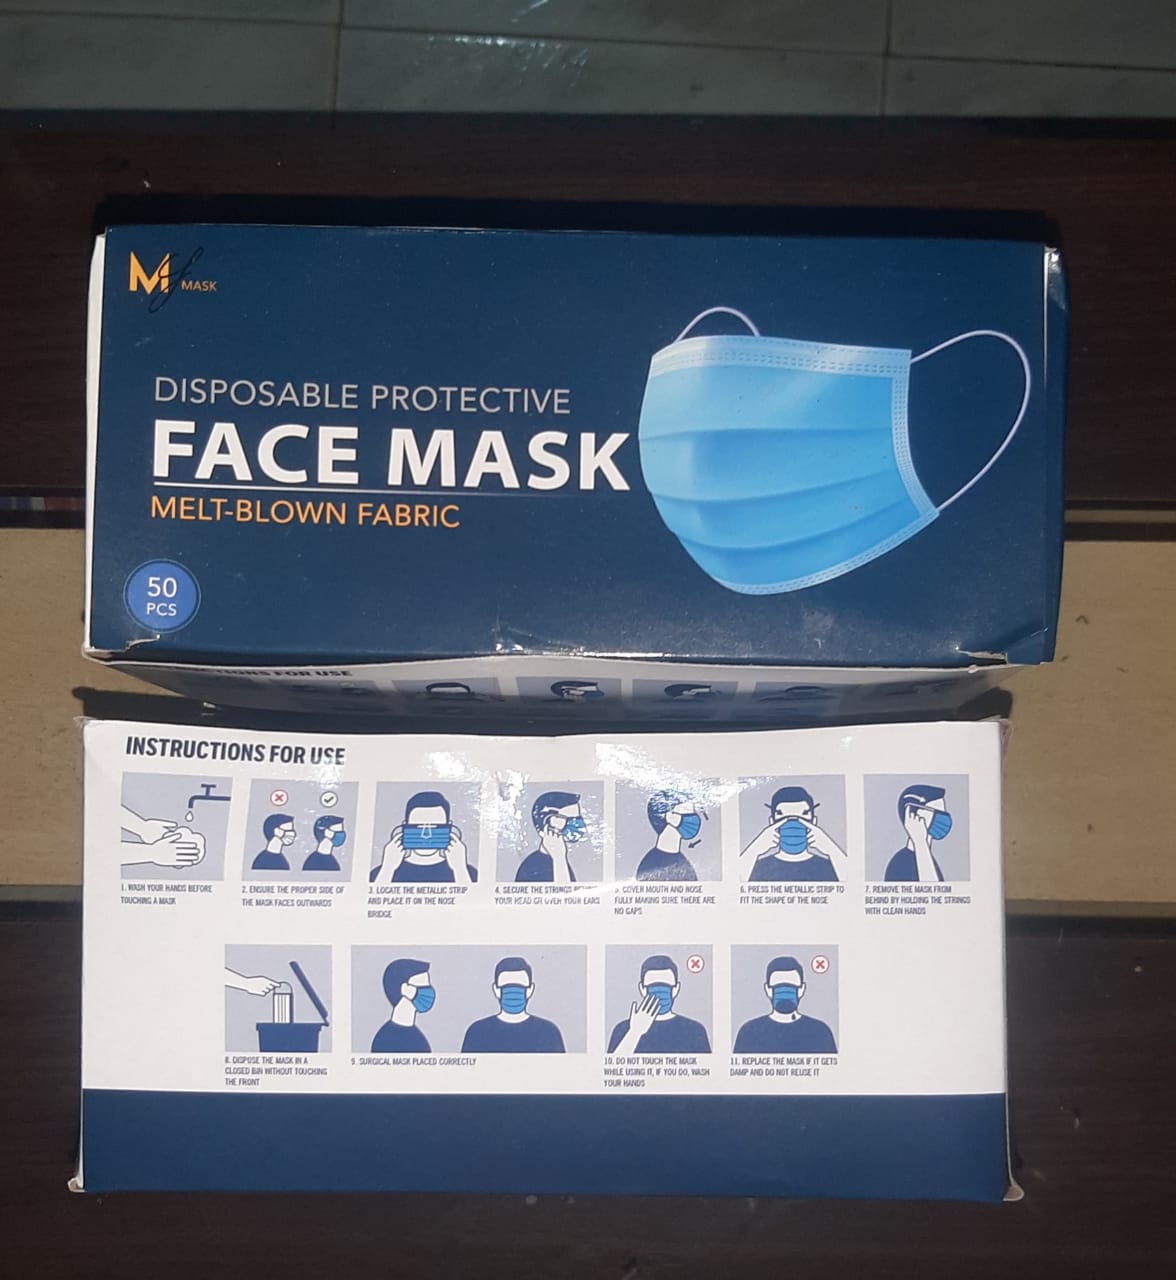 M MASK
DISPOSABLE PROTECTIVE
FACE MASK
MELT-BLOWN FABRIC
50
PCS
FOR USE
INSTRUCTIONS FOR USE
1. WASH YOUR HANDS BEFORE
TOUCHING A MASK
2. ENSURE THE PROPER SIDE OF
THE MASK FACES OUTWARDS
3. LOCATE THE METALLIC STRIP
AND PLACE IT ON THE NOSE
BRIDGE
4. SECURE THE STRINGS
YOUR HEAD OR OVER YOUR EARS
5. COVER MOUTH AND NOSE
FULLY MAKING SURE THERE ARE
NO GAPS
6. PRESS THE METALLIC STRIP TO
FIT THE SHAPE OF THE NOSE
7. REMOVE THE MASK FROM
BEHIND BY HOLDING THE STRINGS
WITH CLEAN HANDS
8. DISPOSE THE MASK IN A
CLOSED BIN WITHOUT TOUCHING
THE FRONT
9. SURGICAL MASK PLACED CORRECTLY
10. DO NOT TOUCH THE MASK
WHILE USING IT, IF YOU DO, WASH
YOUR HANDS
11. REPLACE THE MASK IF IT GETS
DAMP AND DO NOT REUSE IT